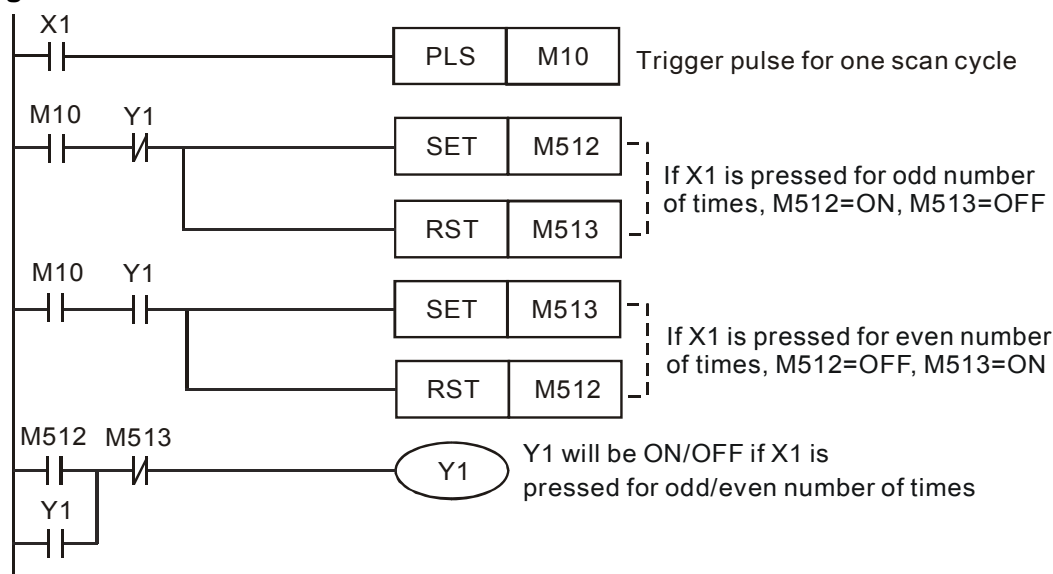 X1
PLS M10 Trigger pulse for one scan cycle
M10 Y1
SET M512
If X1 is pressed for odd number
of times, M512=ON, M513=OFF
RST M513
M10 Y1
SET M513
If X1 is pressed for even number
of times, M512=OFF, M513=ON
RST M512
M512 M513
Y1
Y1 will be ON/OFF if X1 is
pressed for odd/even number of times
Y1